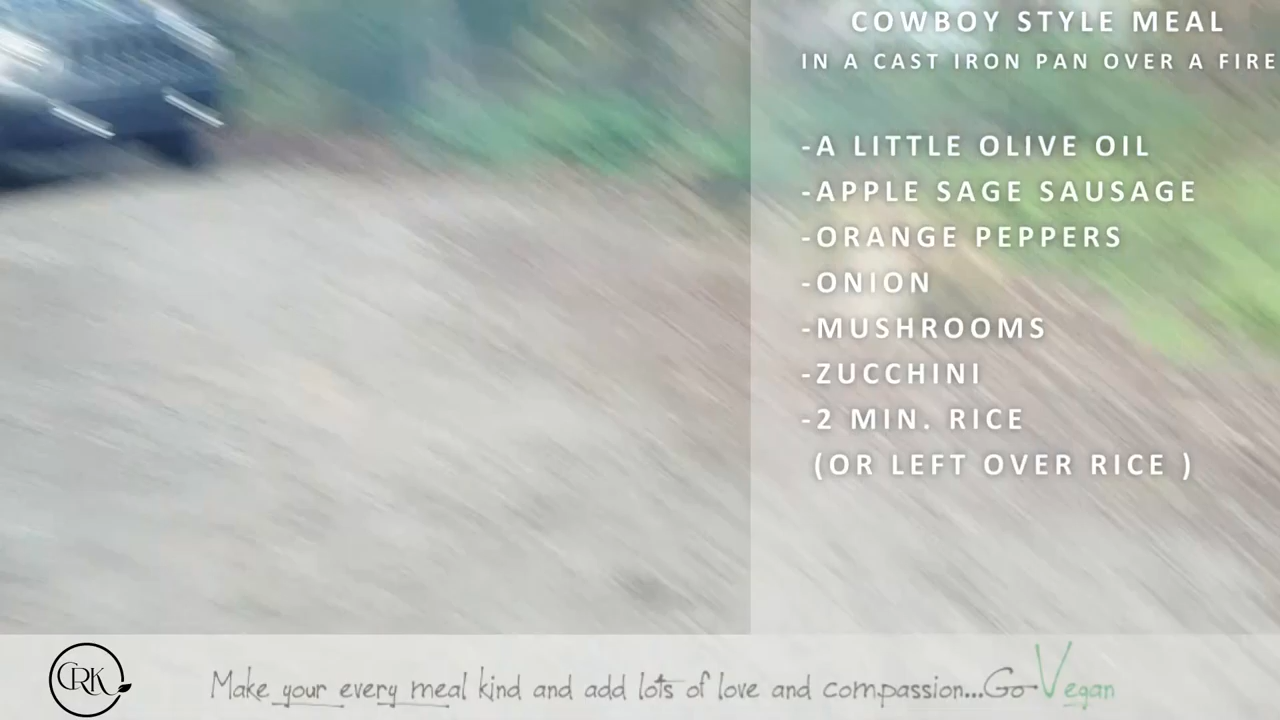 COWBOY STYLE MEAL
IN A CAST IRON PAN OVER A FIRE
-A LITTLE OLIVE OIL
-APPLE SAGE SAUSAGE
-ORANGE PEPPERS
-ONION
-MUSHROOMS
-ZUCCHINI
-2 MIN. RICE
(OR LEFT OVER RICE )
CRK
Make your every meal kind and add lots of love and compassion...Go Vegan